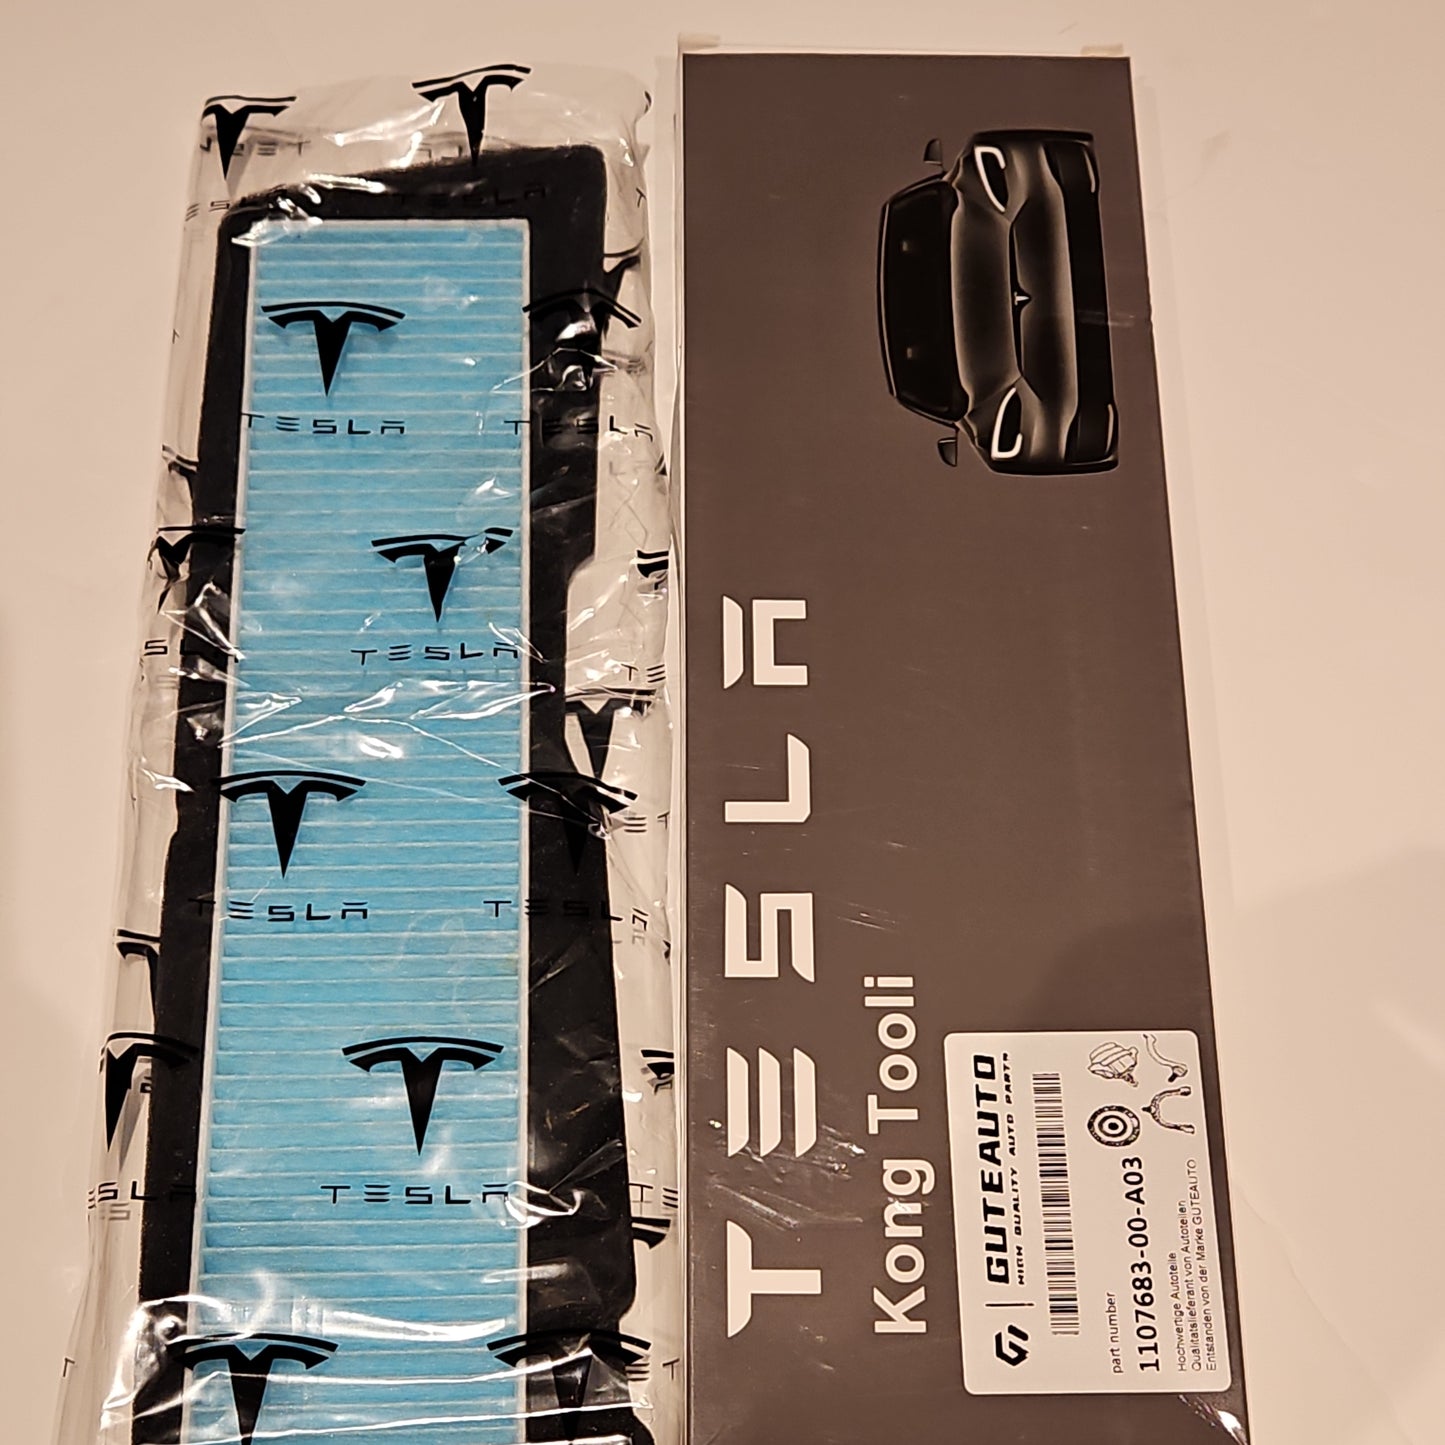 TESLA
TESLA
TESLA
TESLA
TESLA
TESLA
TESLA
TESLA
Kong Tooli
GUTEAUTO
HIGH QUALITY AUTO PARTS
part number
1107683-00-A03
Hochwertige Autoteile
Qualitätslieferant von Autoteilen
Entstanden von der Marke GUTEAUTO